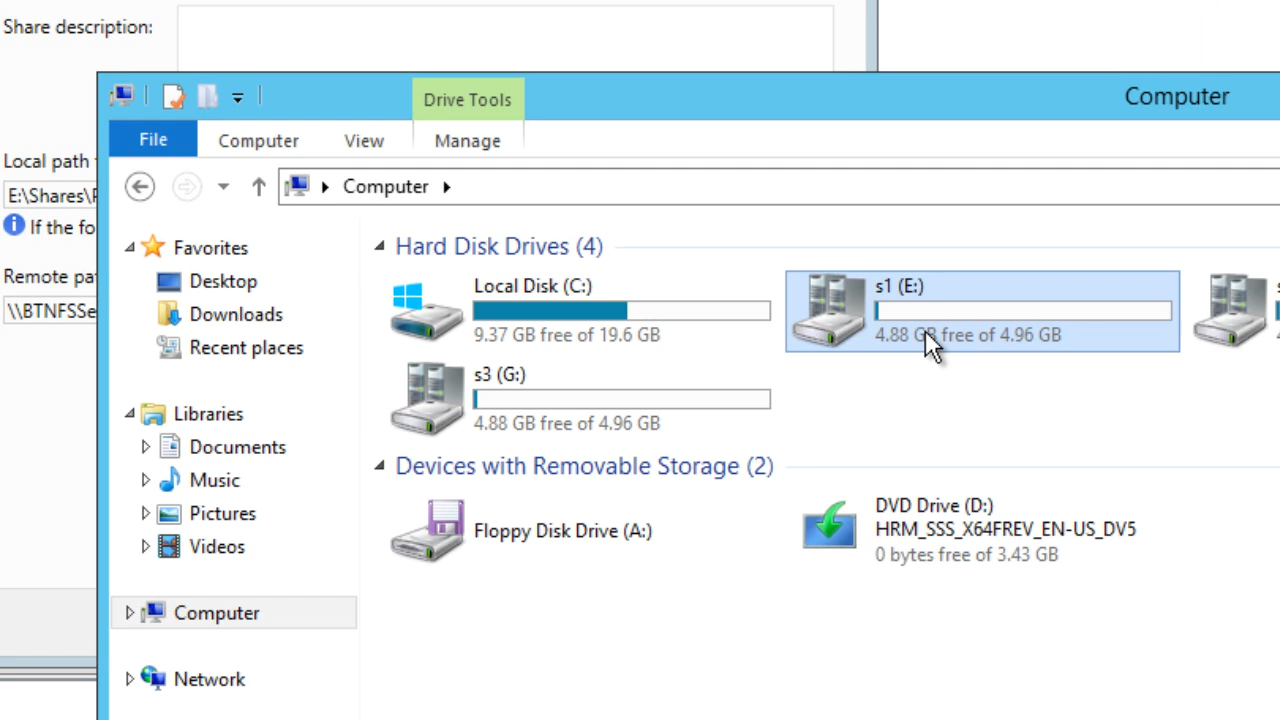 Share description:
Drive Tools
Computer
File
Computer
View
Manage
Local path
Computer
E:\Shares\
If the fo
Remote pa
\\BTNFSSe
Favorites
Desktop
Downloads
Recent places
Libraries
Documents
Music
Pictures
Videos
Computer
Network
Hard Disk Drives (4)
Local Disk (C:)
9.37 GB free of 19.6 GB
s1 (E:)
4.88 GB free of 4.96 GB
s3 (G:)
4.88 GB free of 4.96 GB
Devices with Removable Storage (2)
Floppy Disk Drive (A:)
DVD Drive (D:)
HRM_SSS_X64FREV_EN-US_DV5
0 bytes free of 3.43 GB